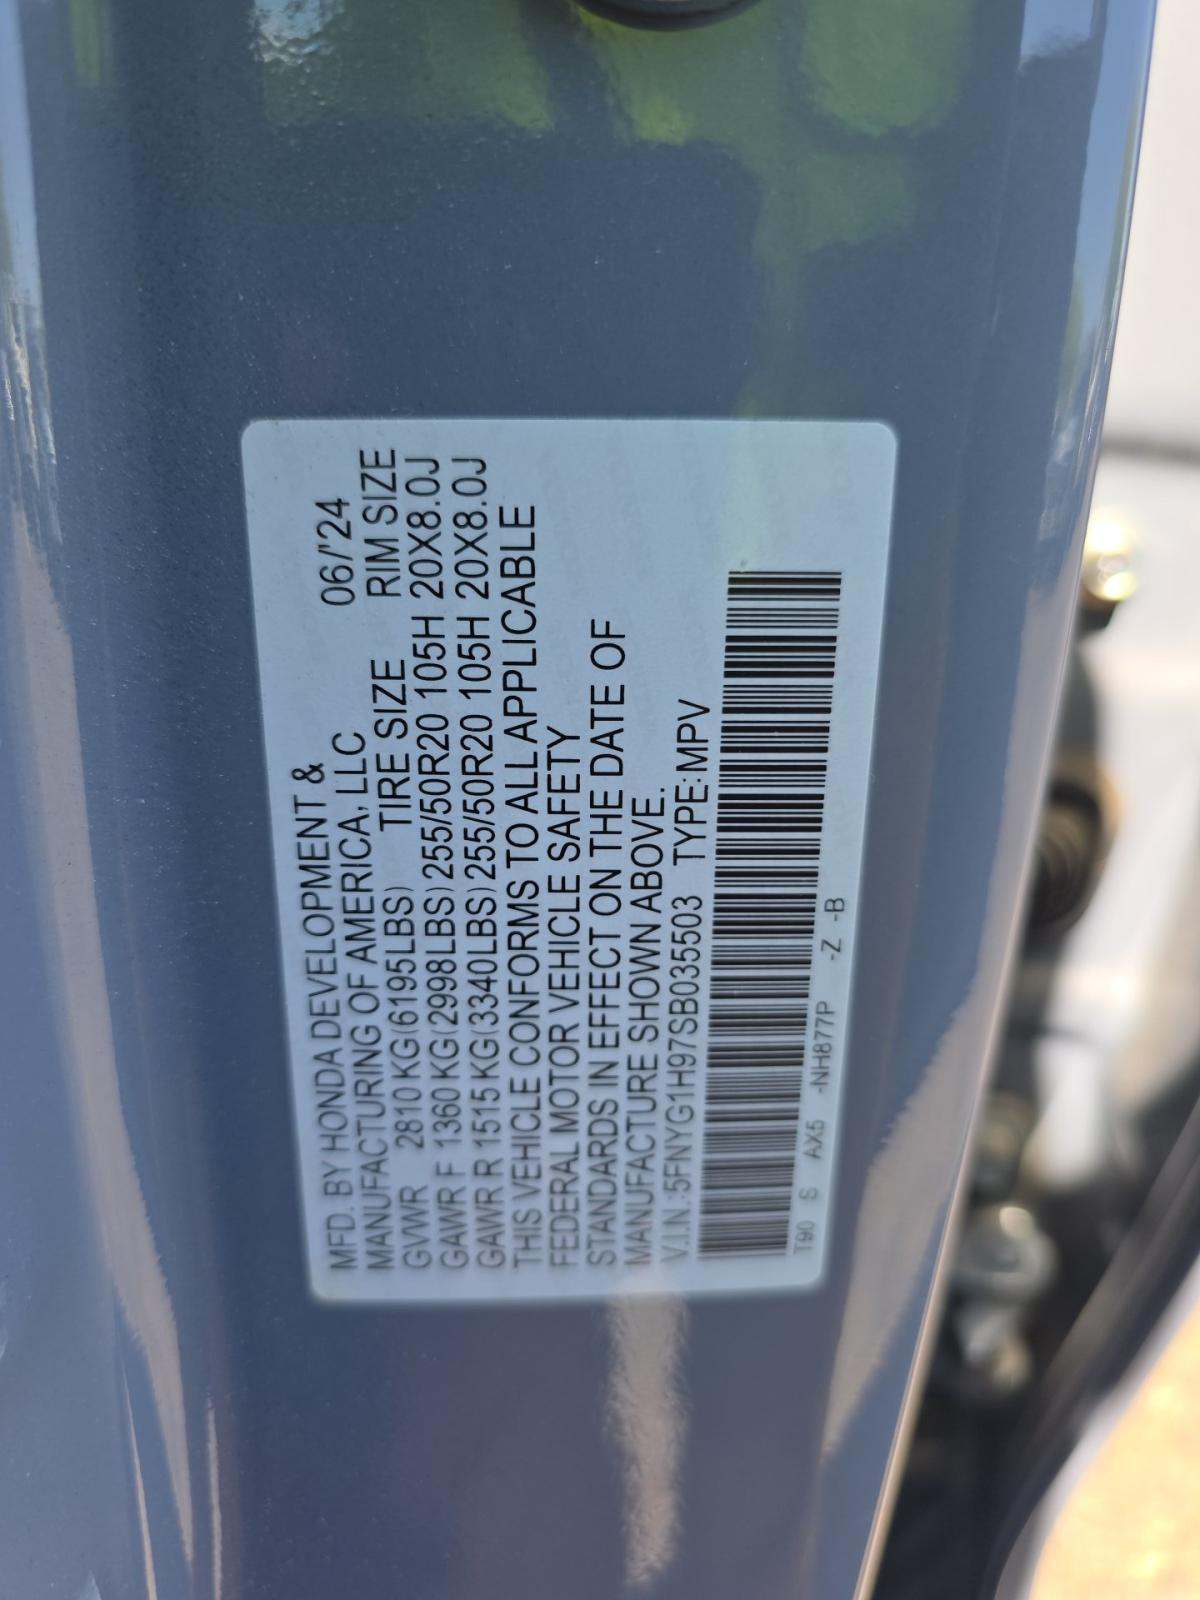 MFD. BY HONDA DEVELOPMENT &
MANUFACTURING OF AMERICA, LLC 06/'24
GVWR 2810 KG(6195LBS) TIRE SIZE RIM SIZE
GAWR F 1360 KG(2998LBS) 255/50R20 105H 20X8.0J
GAWR R 1515 KG(3340LBS) 255/50R20 105H 20X8.0J
THIS VEHICLE CONFORMS TO ALL APPLICABLE
FEDERAL MOTOR VEHICLE SAFETY
STANDARDS IN EFFECT ON THE DATE OF
MANUFACTURE SHOWN ABOVE.
V.I.N.:5FNYG1H97SB035503 TYPE:MPV
T90 S AX5 -NH877P -Z -B